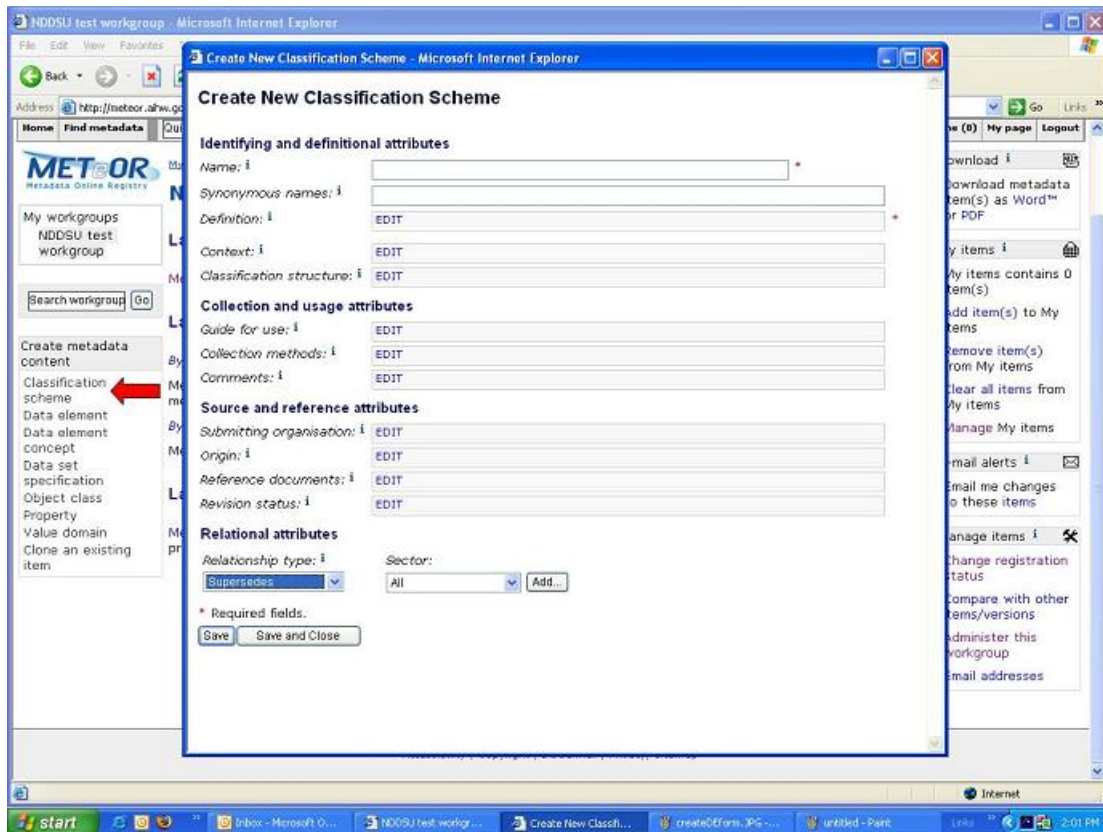 NDDSU test workgroup - Microsoft Internet Explorer
File Edit View Favorites
Back
Address http://meteor.aihw.go
Go Links
Home Find metadata
My page Logout
METeOR
Metadata Online Registry
My workgroups
NDDSU test
workgroup
Search workgroup Go
Create metadata
content
Classification
scheme
Data element
Data element
concept
Data set
specification
Object class
Property
Value domain
Clone an existing
item
Create New Classification Scheme - Microsoft Internet Explorer
Create New Classification Scheme
Identifying and definitional attributes
Name: i *
Synonymous names: i
Definition: i EDIT *
Context: i EDIT
Classification structure: i EDIT
Collection and usage attributes
Guide for use: i EDIT
Collection methods: i EDIT
Comments: i EDIT
Source and reference attributes
Submitting organisation: i EDIT
Origin: i EDIT
Reference documents: i EDIT
Revision status: i EDIT
Relational attributes
Relationship type: i Sector:
Supersedes All Add...
* Required fields.
Save Save and Close
ownload i
ownload metadata
tem(s) as Word™
r PDF
y items i
My items contains 0
tem(s)
dd item(s) to My
tems
emove item(s)
rom My items
lear all items from
My items
Manage My items
mail alerts i
mail me changes
o these items
anage items i
hange registration
tatus
ompare with other
tems/versions
dminister this
workgroup
mail addresses
Internet
start Inbox - Microsoft O... NDDSU test workgr... Create New Classifi... createDEform.JPG -... untitled - Paint Links 2:01 PM